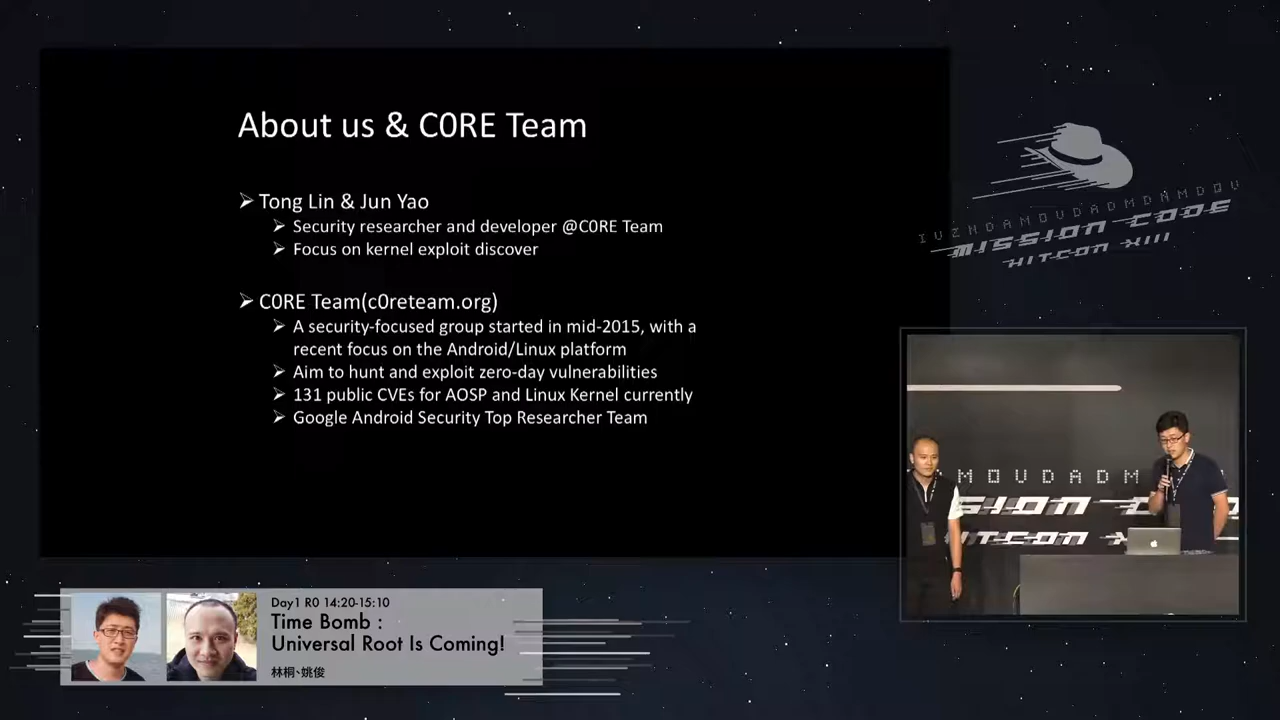 About us & C0RE Team
➢ Tong Lin & Jun Yao
➢ Security researcher and developer @C0RE Team
➢ Focus on kernel exploit discover
➢ C0RE Team(c0reteam.org)
➢ A security-focused group started in mid-2015, with a
recent focus on the Android/Linux platform
➢ Aim to hunt and exploit zero-day vulnerabilities
➢ 131 public CVEs for AOSP and Linux Kernel currently
➢ Google Android Security Top Researcher Team
MISSION CODE
HITCON XIII
MOVDADM
SION C
HITCON X
Day1 R0 14:20-15:10
Time Bomb :
Universal Root Is Coming!
林桐、姚俊